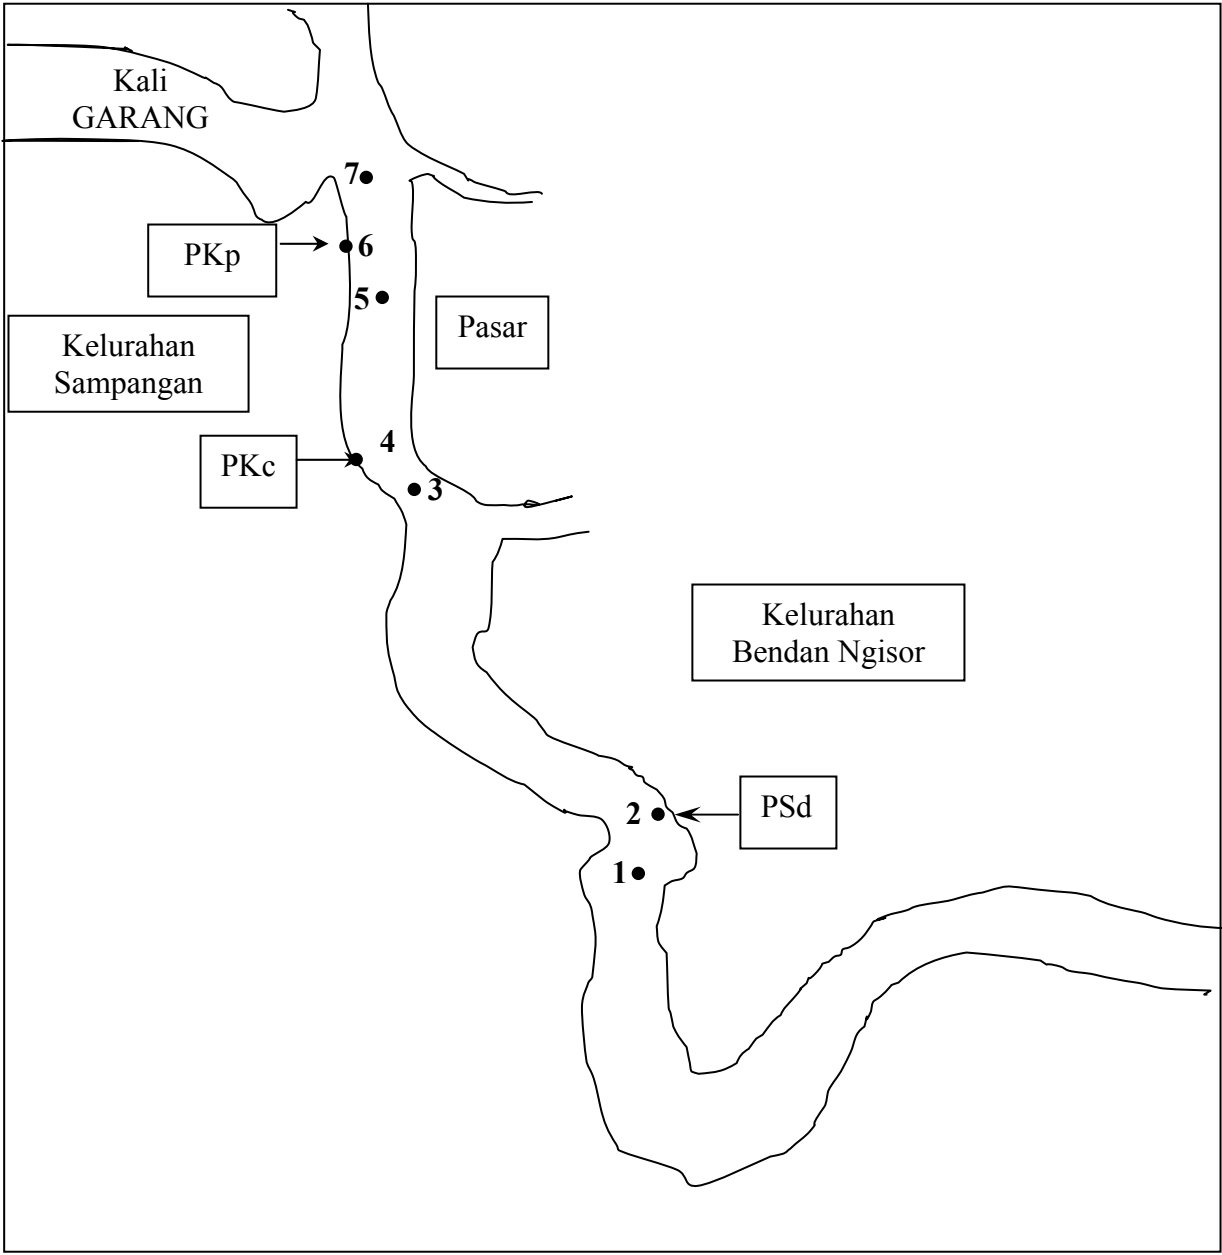 Kali
GARANG
7
PKp
6
5
Pasar
Kelurahan
Sampangan
4
PKc
3
Kelurahan
Bendan Ngisor
2
PSd
1